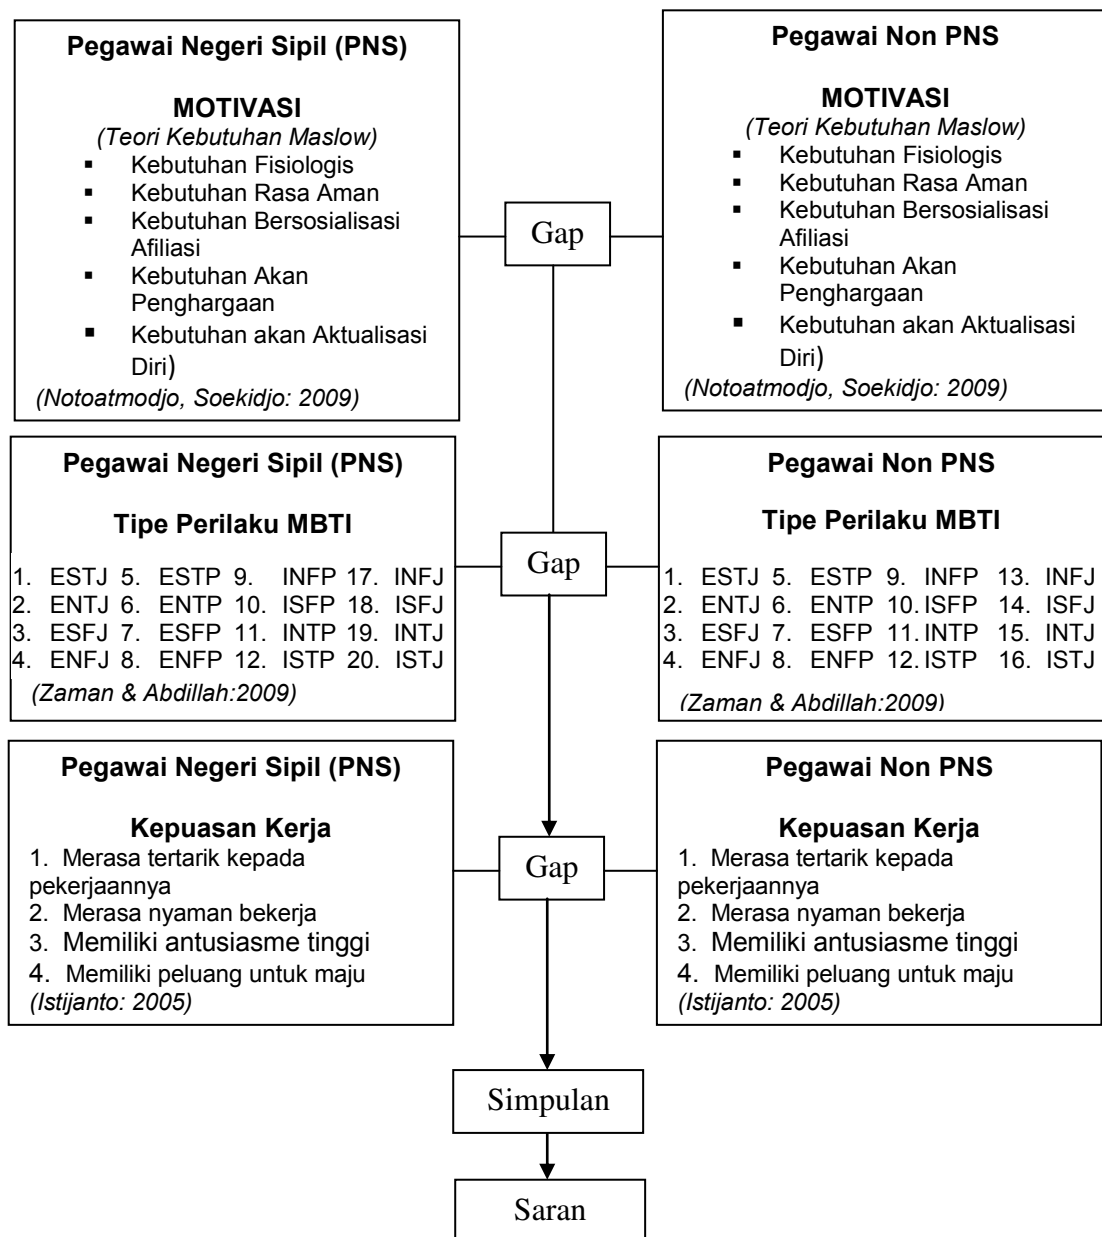 Pegawai Negeri Sipil (PNS)
MOTIVASI
(Teori Kebutuhan Maslow)
▪ Kebutuhan Fisiologis
▪ Kebutuhan Rasa Aman
▪ Kebutuhan Bersosialisasi
Afiliasi
▪ Kebutuhan Akan
Penghargaan
▪ Kebutuhan akan Aktualisasi
Diri)
(Notoatmodjo, Soekidjo: 2009)
Gap
Pegawai Non PNS
MOTIVASI
(Teori Kebutuhan Maslow)
▪ Kebutuhan Fisiologis
▪ Kebutuhan Rasa Aman
▪ Kebutuhan Bersosialisasi
Afiliasi
▪ Kebutuhan Akan
Penghargaan
▪ Kebutuhan akan Aktualisasi
Diri)
(Notoatmodjo, Soekidjo: 2009)
Pegawai Negeri Sipil (PNS)
Tipe Perilaku MBTI
1. ESTJ 5. ESTP 9. INFP 17. INFJ
2. ENTJ 6. ENTP 10. ISFP 18. ISFJ
3. ESFJ 7. ESFP 11. INTP 19. INTJ
4. ENFJ 8. ENFP 12. ISTP 20. ISTJ
(Zaman & Abdillah:2009)
Gap
Pegawai Non PNS
Tipe Perilaku MBTI
1. ESTJ 5. ESTP 9. INFP 13. INFJ
2. ENTJ 6. ENTP 10. ISFP 14. ISFJ
3. ESFJ 7. ESFP 11. INTP 15. INTJ
4. ENFJ 8. ENFP 12. ISTP 16. ISTJ
(Zaman & Abdillah:2009)
Pegawai Negeri Sipil (PNS)
Kepuasan Kerja
1. Merasa tertarik kepada
pekerjaannya
2. Merasa nyaman bekerja
3. Memiliki antusiasme tinggi
4. Memiliki peluang untuk maju
(Istijanto: 2005)
Gap
Pegawai Non PNS
Kepuasan Kerja
1. Merasa tertarik kepada
pekerjaannya
2. Merasa nyaman bekerja
3. Memiliki antusiasme tinggi
4. Memiliki peluang untuk maju
(Istijanto: 2005)
Simpulan
Saran